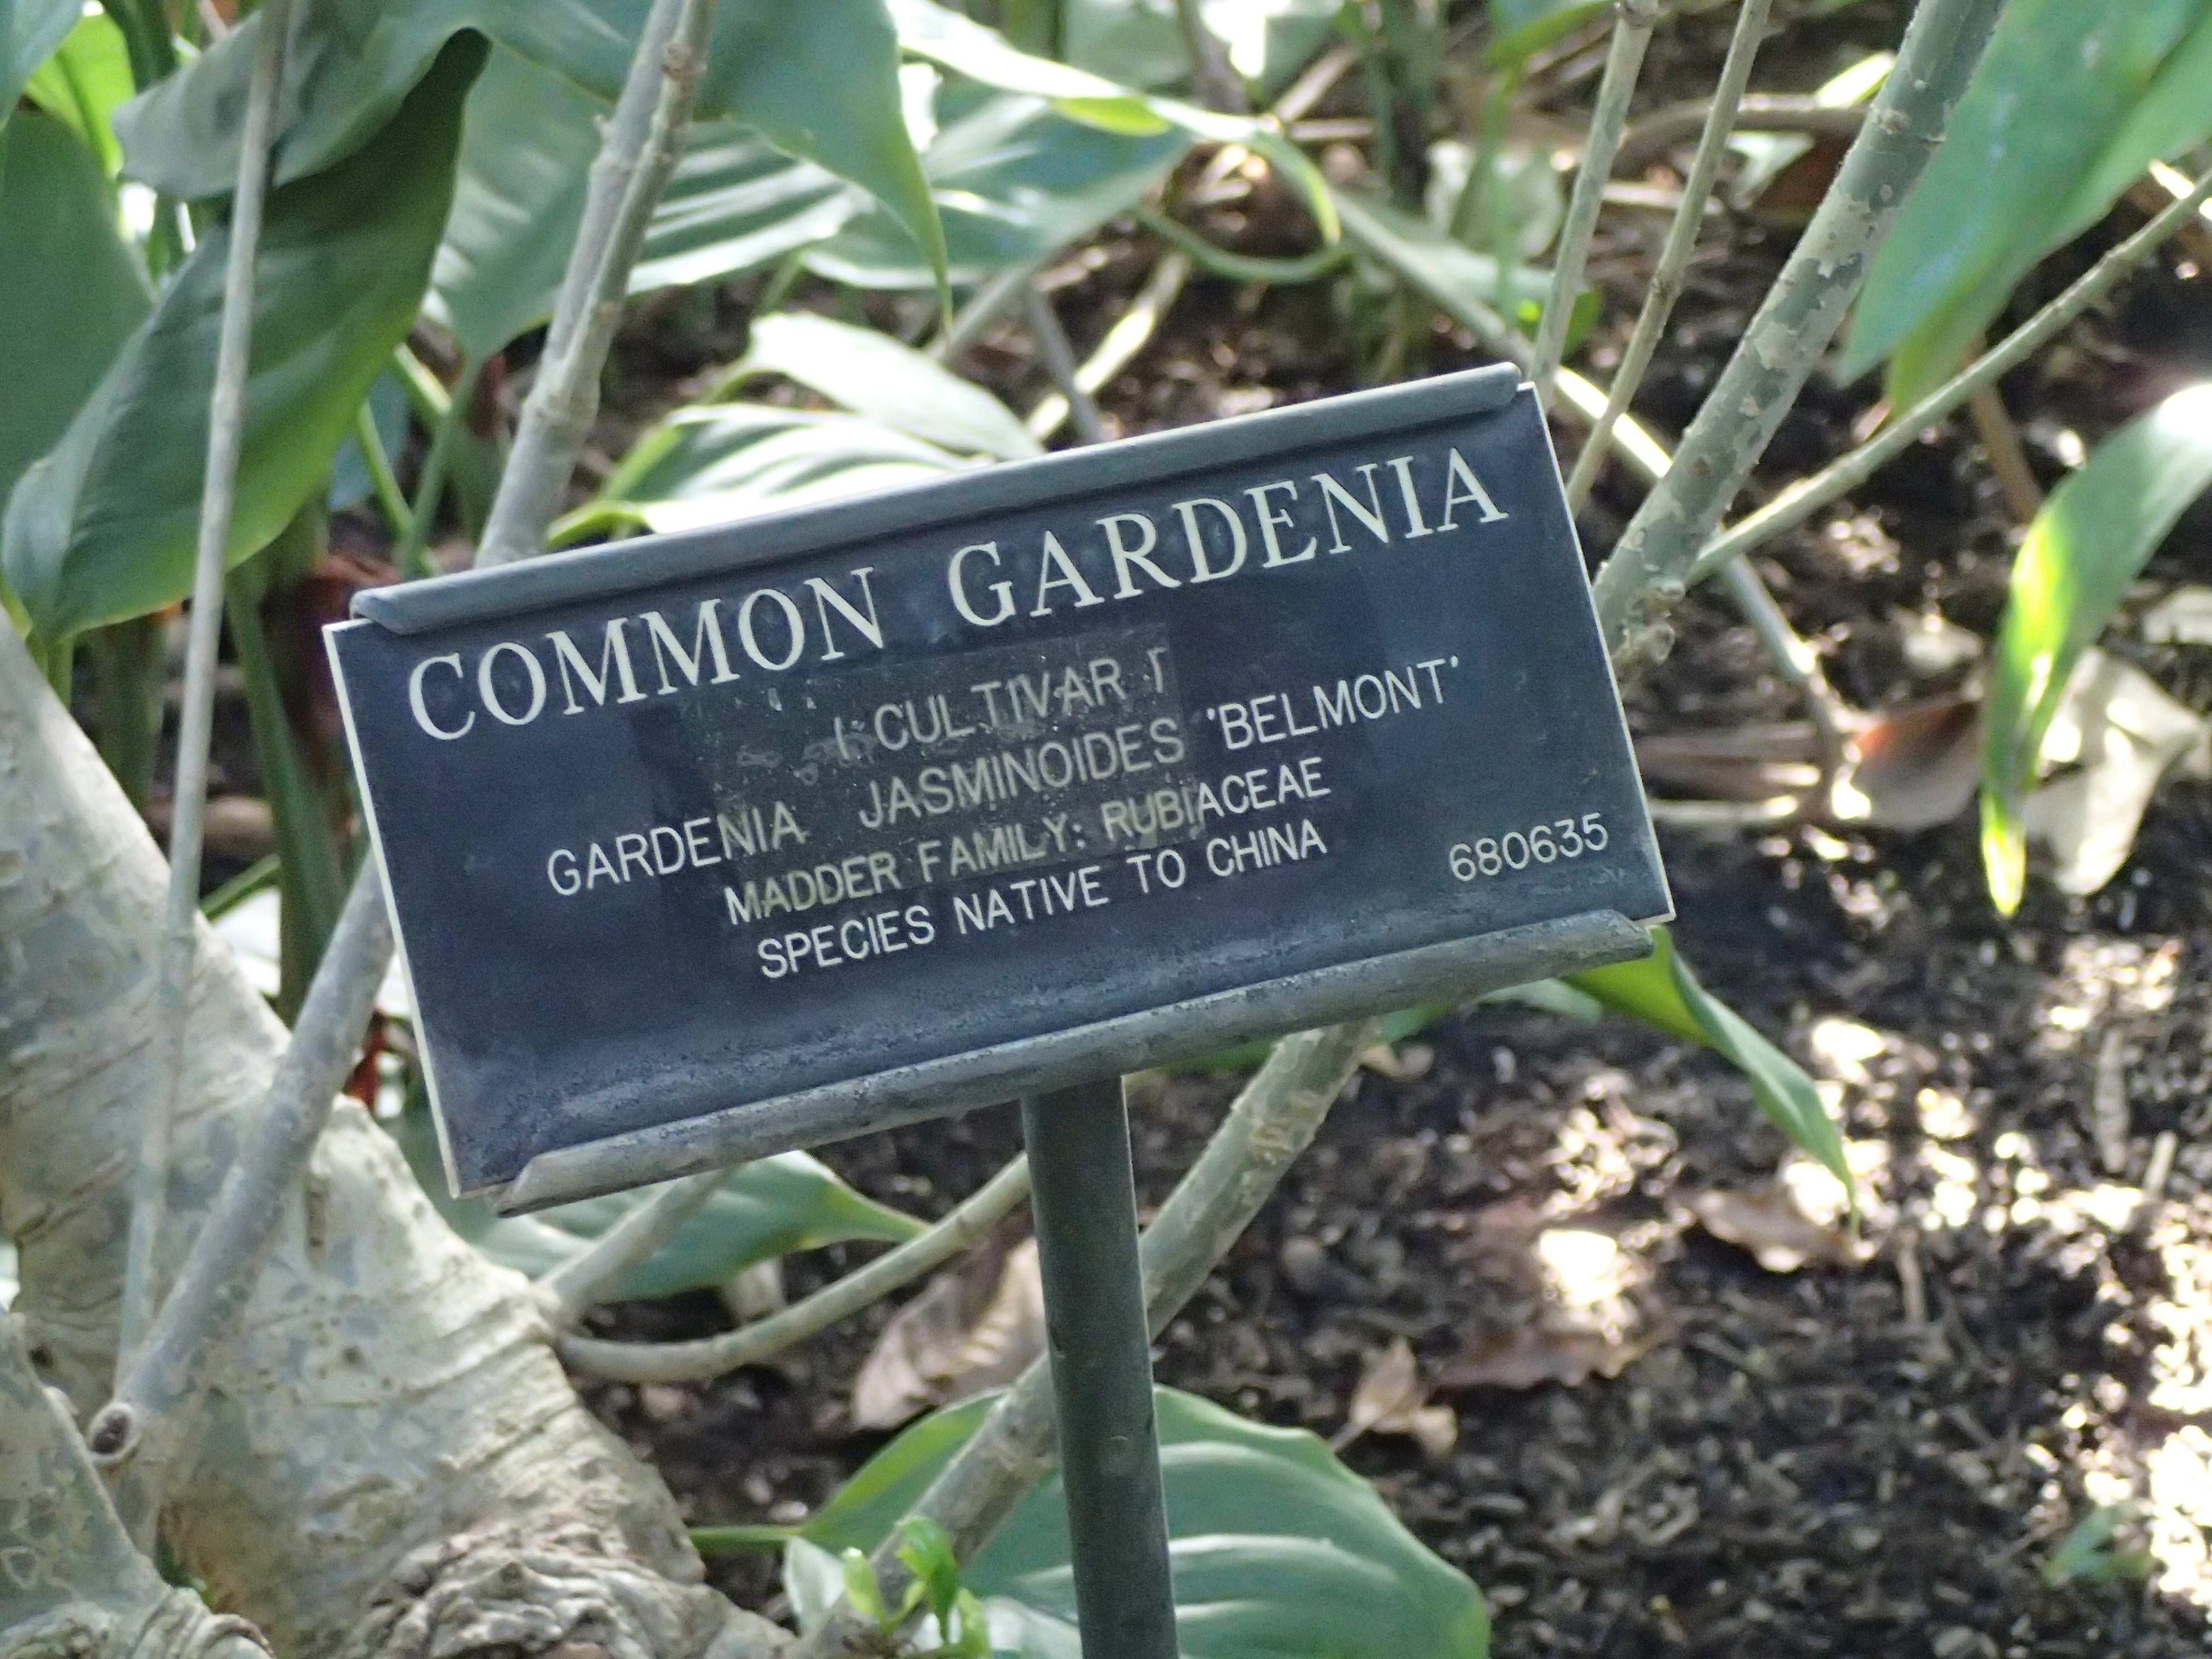 COMMON GARDENIA
( CULTIVAR )
GARDENIA JASMINOIDES 'BELMONT'
MADDER FAMILY: RUBIACEAE
SPECIES NATIVE TO CHINA
680635